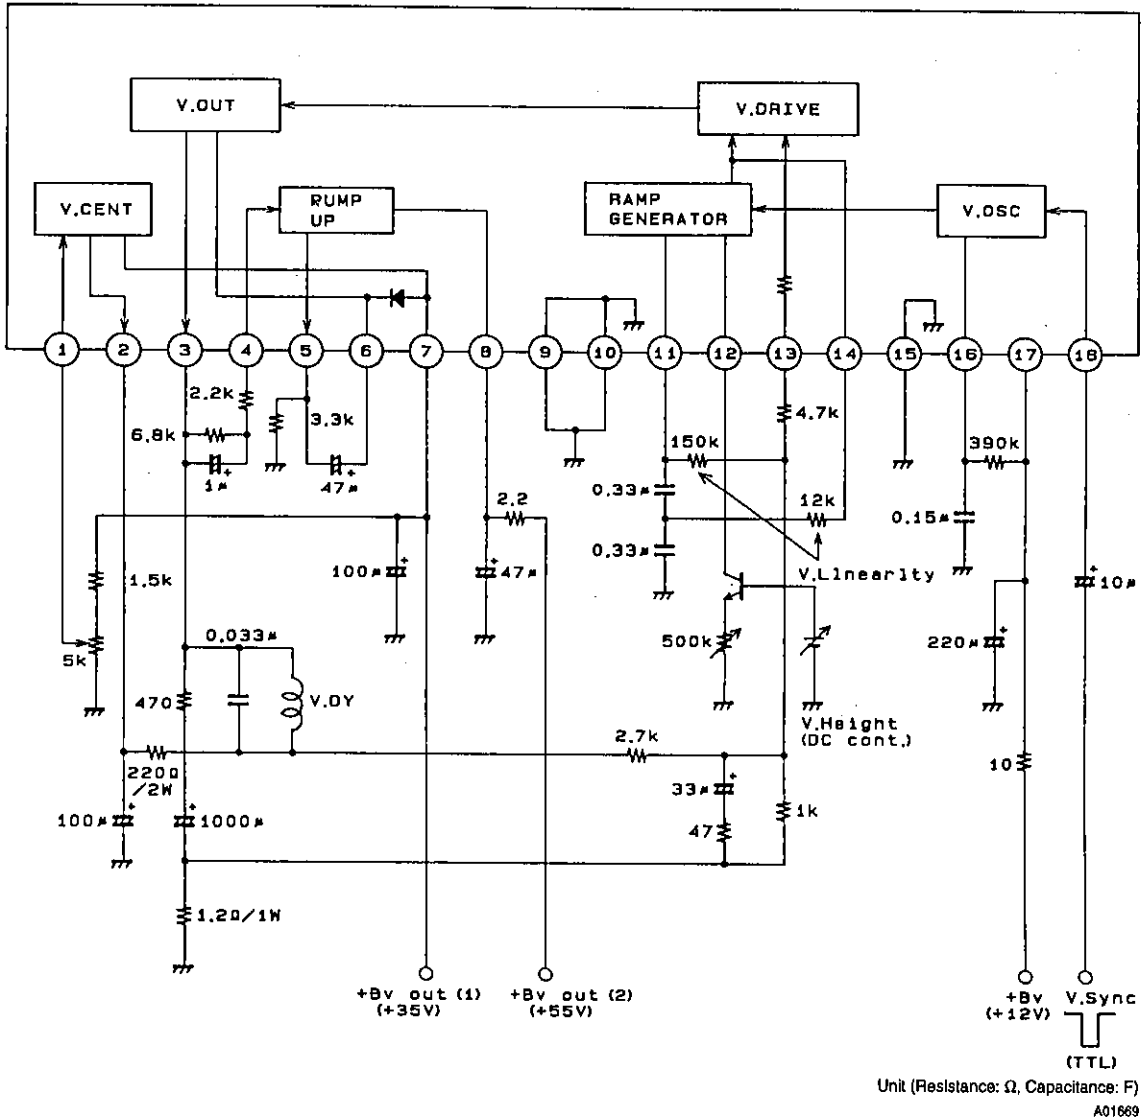 V.OUT
V.DRIVE
V.CENT
RUMP UP
RAMP GENERATOR
V.OSC
1 2 3 4 5 6 7 8 9 10 11 12 13 14 15 16 17 18
2.2k
6.8k
1µ
+
3.3k
47µ
+
4.7k
150k
390k
0.33µ
2.2
12k
0.15µ
0.33µ
100µ
+
47µ
+
V.Linearity
10µ
+
1.5k
5k
0.033µ
500k
220µ
+
470
V.DY
V.Height
(DC cont.)
2.7k
220Ω
/2W
10
100µ
+
1000µ
+
33µ
+
47
1k
1.2Ω/1W
+Bv out (1)
(+35V)
+Bv out (2)
(+55V)
+Bv
(+12V)
V.Sync
(TTL)
Unit (Resistance: Ω, Capacitance: F)
A01669